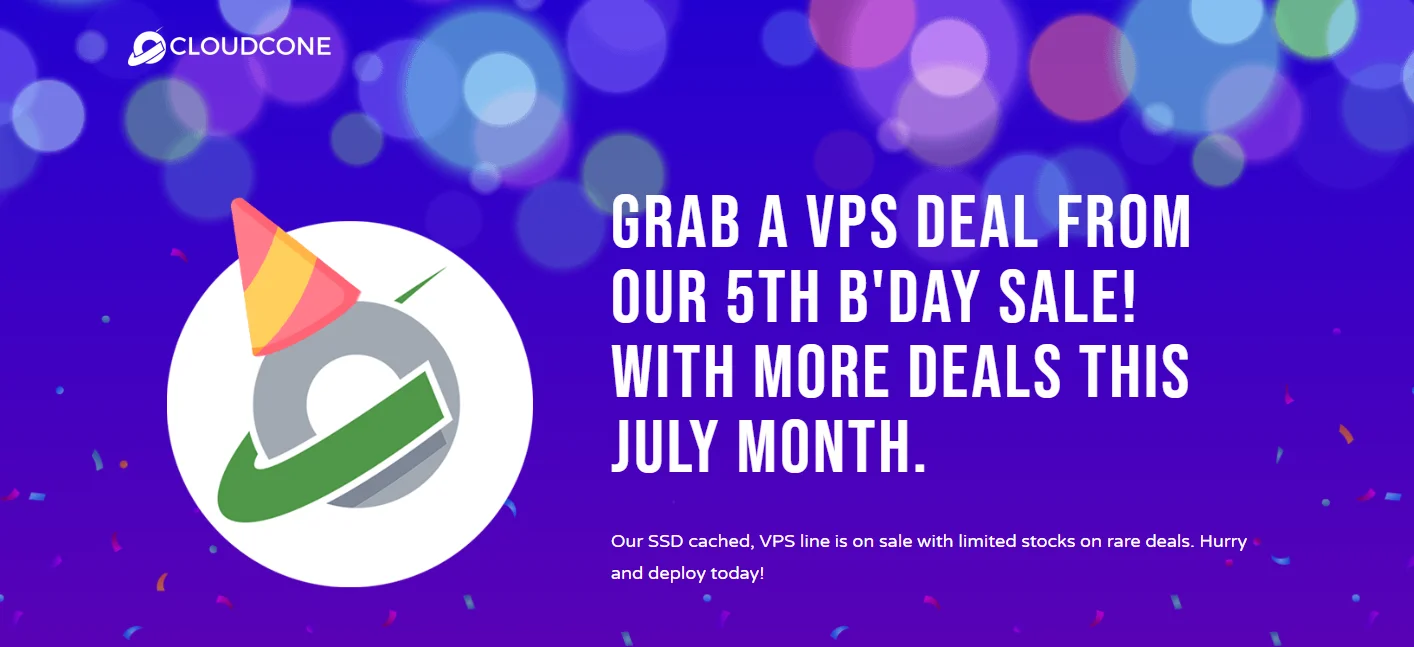 CLOUDCONE
GRAB A VPS DEAL FROM
OUR 5TH B'DAY SALE!
WITH MORE DEALS THIS
JULY MONTH.
Our SSD cached, VPS line is on sale with limited stocks on rare deals. Hurry
and deploy today!